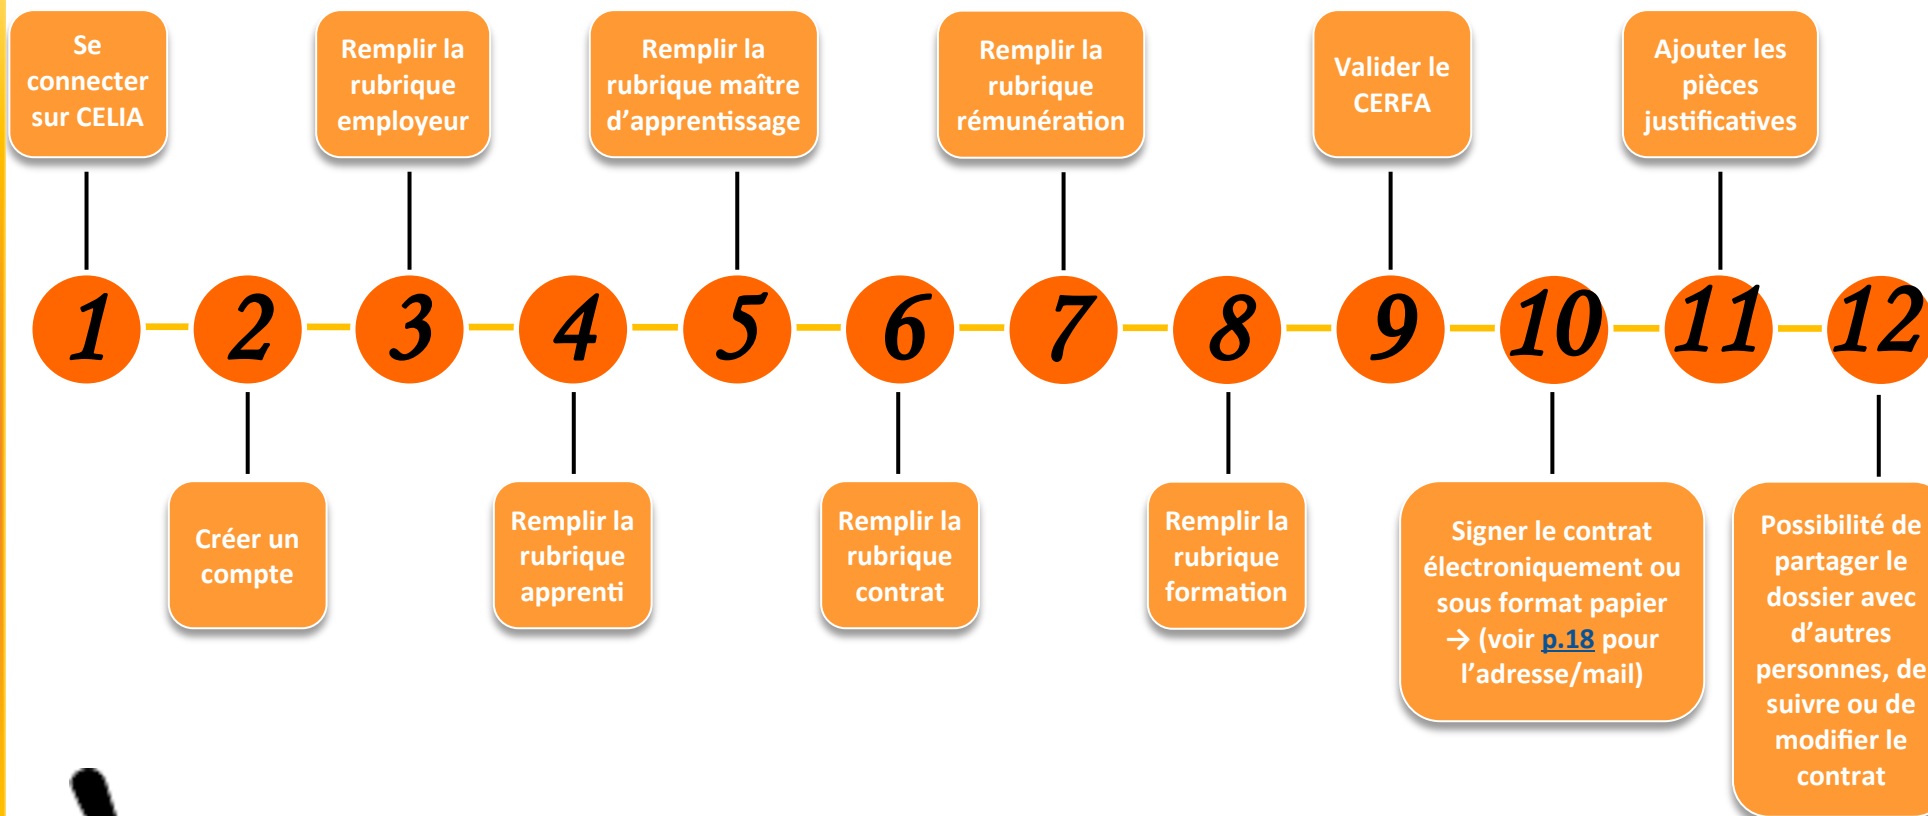 Se
connecter
sur CELIA
Remplir la
rubrique
employeur
Remplir la
rubrique maître
d'apprentissage
Remplir la
rubrique
rémunération
Valider le
CERFA
Ajouter les
pièces
justificatives
1
2
3
4
5
6
7
8
9
10
11
12
Créer un
compte
Remplir la
rubrique
apprenti
Remplir la
rubrique
contrat
Remplir la
rubrique
formation
Signer le contrat
électroniquement ou
sous format papier
→ (voir p.18 pour
l'adresse/mail)
Possibilité de
partager le
dossier avec
d'autres
personnes, de
suivre ou de
modifier le
contrat